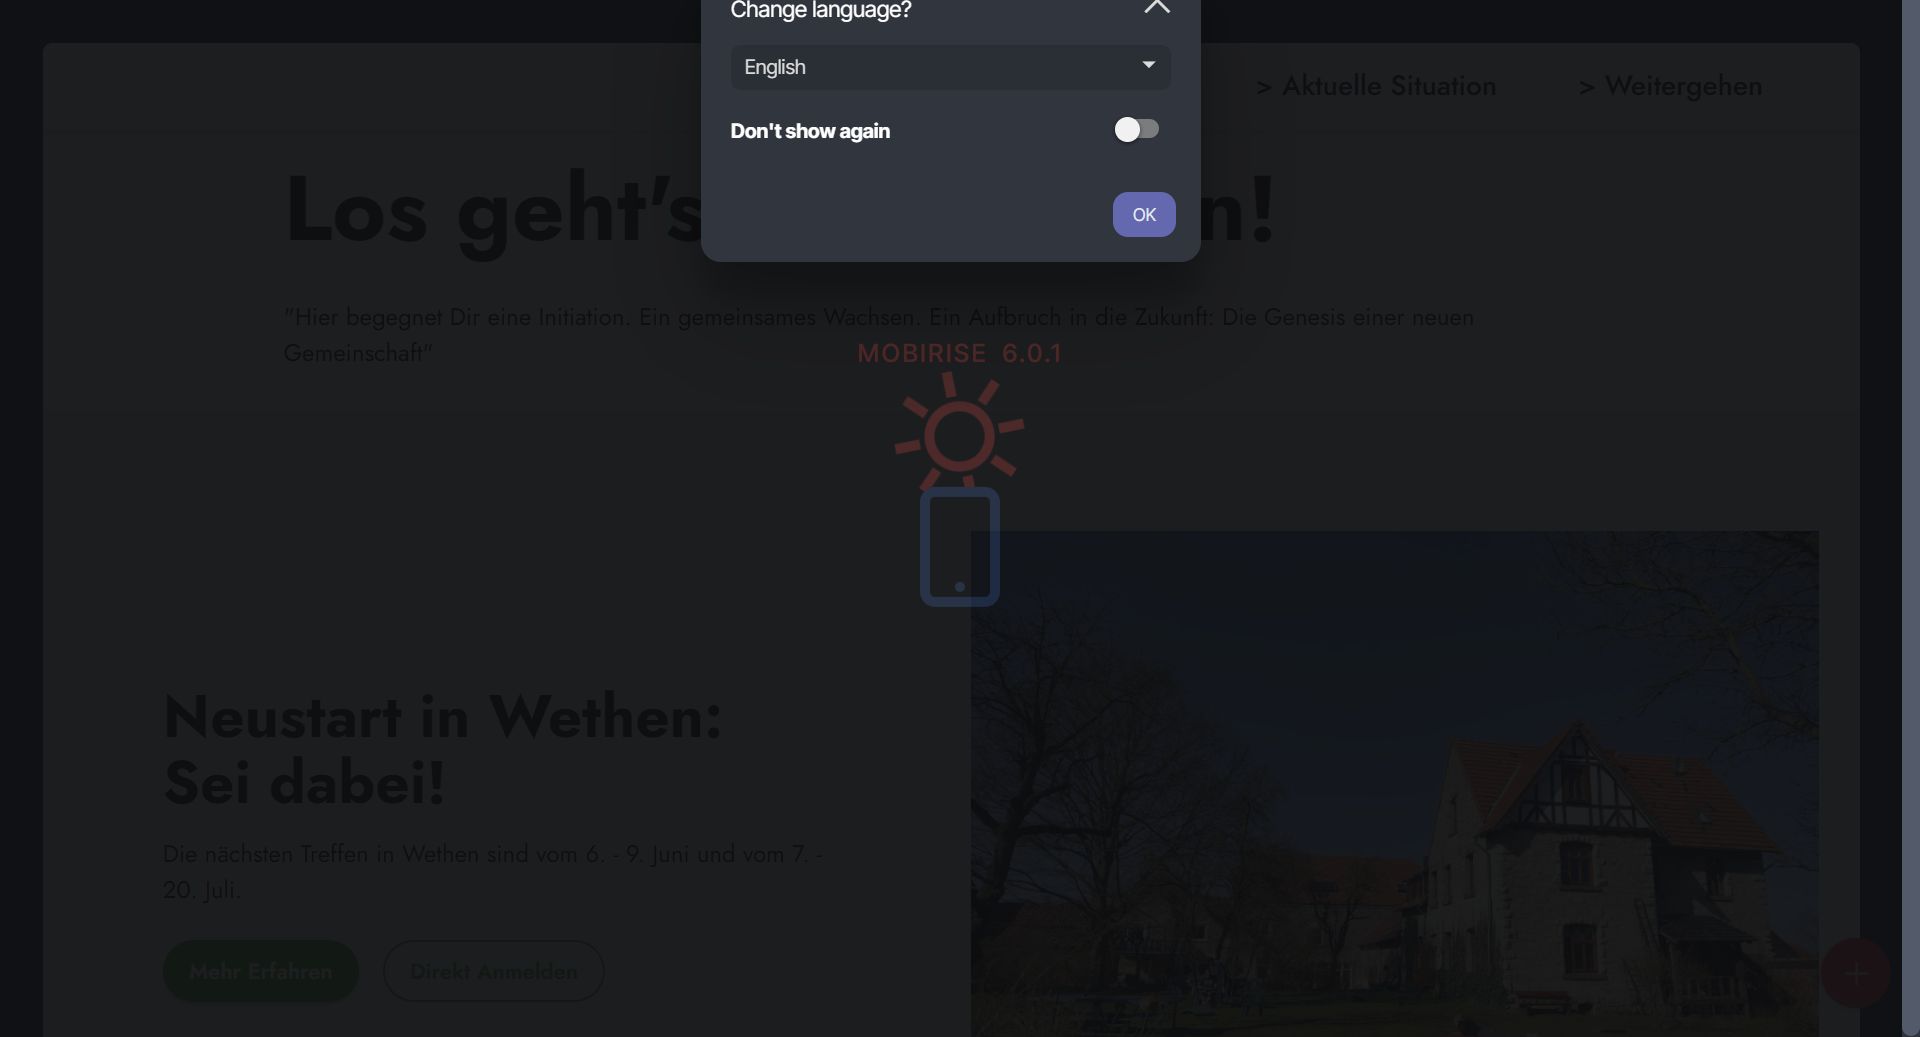 Change language?
English
> Aktuelle Situation
> Weitergehen
Don't show again
Los geht's
n!
OK
"Hier begegnet Dir eine Initiation. Ein gemeinsames Wachsen. Ein Aufbruch in die Zukunft: Die Genesis einer neuen
Gemeinschaft"
MOBIRISE 6.0.1
Neustart in Wethen:
Sei dabei!
Die nächsten Treffen in Wethen sind vom 6. - 9. Juni und vom 7. -
20. Juli.
Mehr Erfahren
Direkt Anmelden